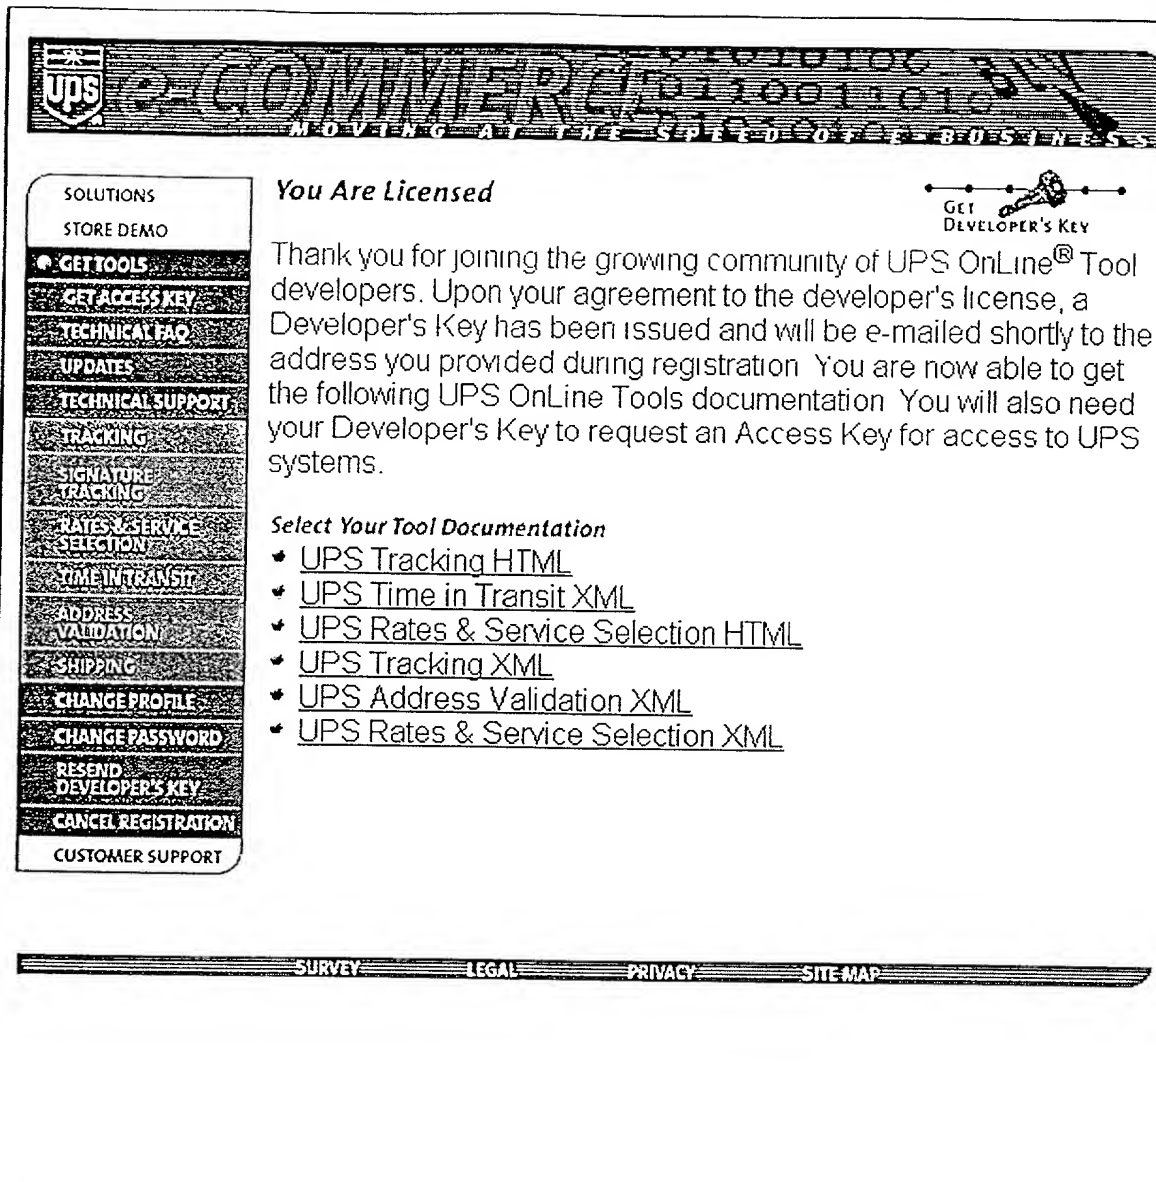 ups
e-COMMERCE
MOVING AT THE SPEED OF E-BUSINESS
SOLUTIONS
STORE DEMO
GET TOOLS
GET ACCESS KEY
TECHNICAL FAQ
UPDATES
TECHNICAL SUPPORT
TRACKING
SIGNATURE
TRACKING
RATES & SERVICE
SELECTION
TIME IN TRANSIT
ADDRESS
VALIDATION
SHIPPING
CHANGE PROFILE
CHANGE PASSWORD
RESEND
DEVELOPER'S KEY
CANCEL REGISTRATION
CUSTOMER SUPPORT
You Are Licensed
GET
DEVELOPER'S KEY
Thank you for joining the growing community of UPS OnLine® Tool
developers. Upon your agreement to the developer's license, a
Developer's Key has been issued and will be e-mailed shortly to the
address you provided during registration You are now able to get
the following UPS OnLine Tools documentation You will also need
your Developer's Key to request an Access Key for access to UPS
systems.
Select Your Tool Documentation
UPS Tracking HTML
UPS Time in Transit XML
UPS Rates & Service Selection HTML
UPS Tracking XML
UPS Address Validation XML
UPS Rates & Service Selection XML
SURVEY LEGAL PRIVACY SITE MAP